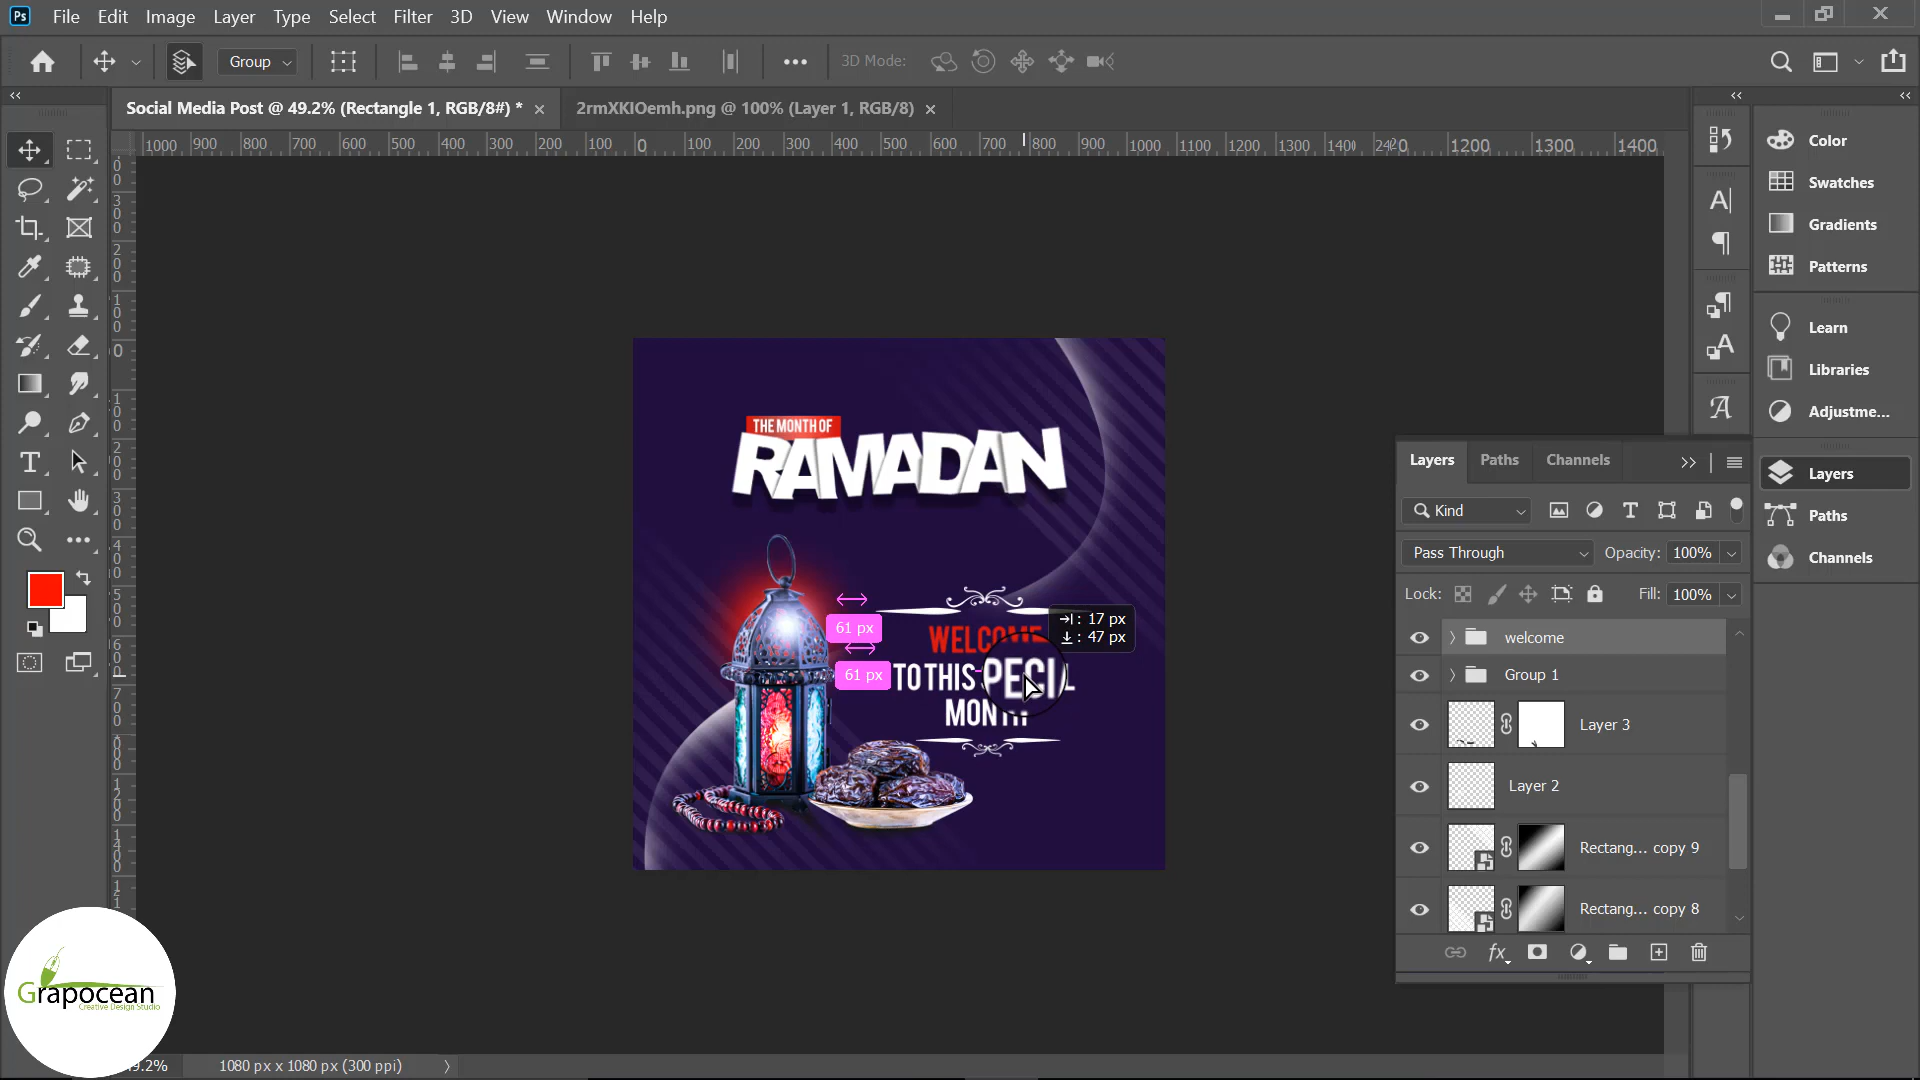 Ps File Edit Image Layer Type Select Filter 3D View Window Help
Group 3D Mode:
Social Media Post @ 49.2% (Rectangle 1, RGB/8#) * × 2rmXKIOemh.png @ 100% (Layer 1, RGB/8) ×
1000 900 800 700 600 500 400 300 200 100 0 100 200 300 400 500 600 700 800 900 1000 1100 1200 1300 1200 1300 1400
Color
Swatches
Gradients
Patterns
Learn
Libraries
Adjustme...
Layers
Paths
Channels
THE MONTH OF
RAMADAN
WELCOME
TO THIS
MONTH
61 px
61 px
17 px
47 px
Layers Paths Channels
Kind
Pass Through Opacity: 100%
Lock: Fill: 100%
welcome
Group 1
Layer 3
Layer 2
Rectang... copy 9
Rectang... copy 8
fx
Grapocean
Creative Design Studio
9.2% 1080 px x 1080 px (300 ppi)